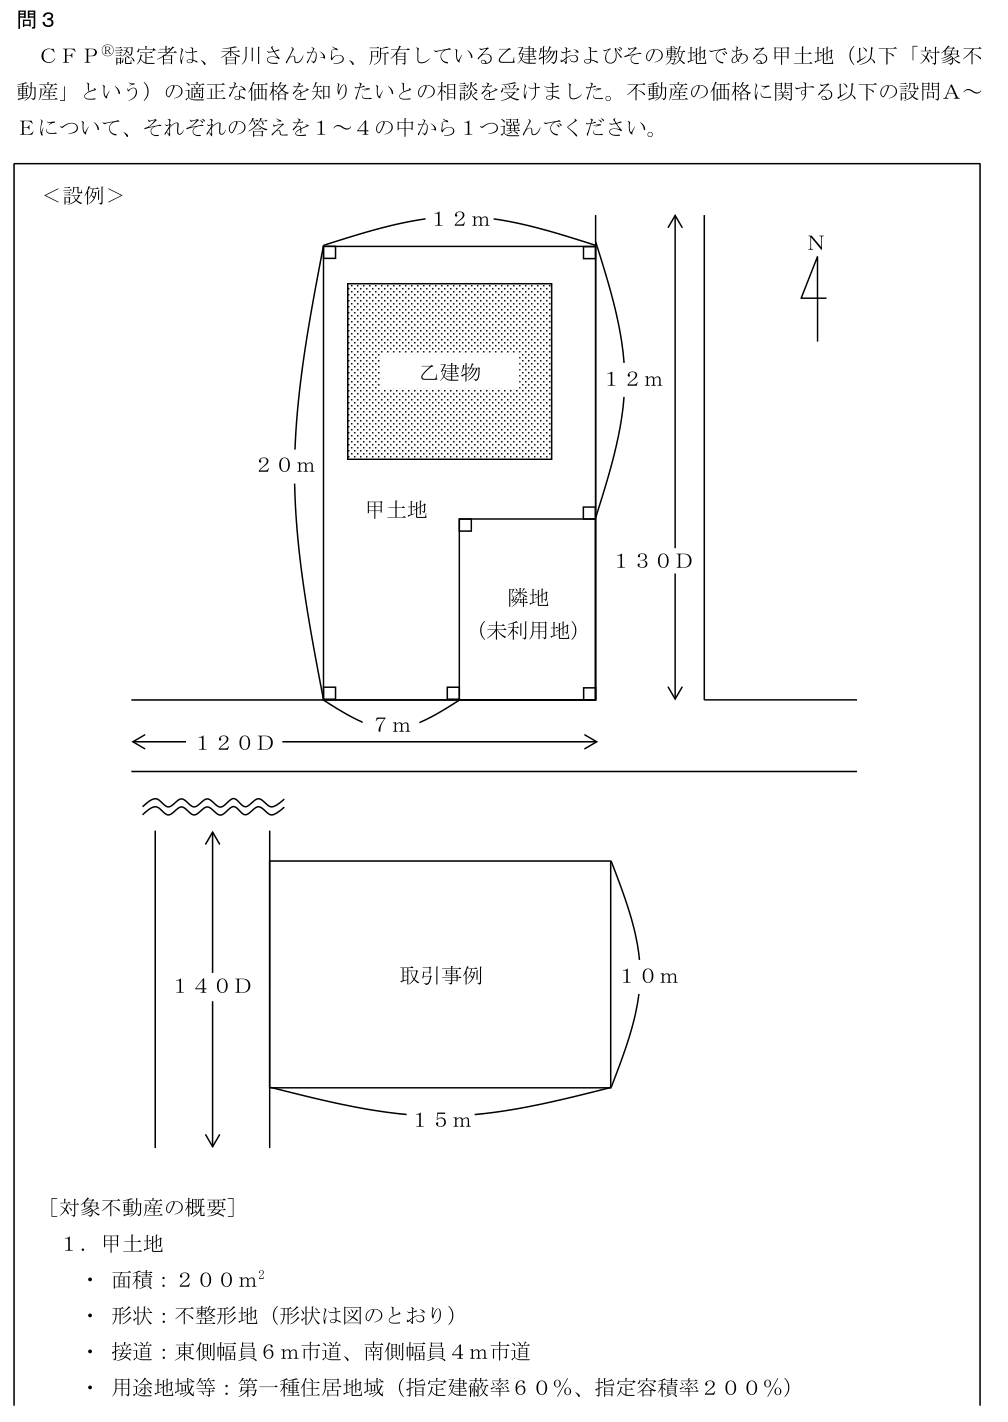 問３
ＣＦＰ®認定者は、香川さんから、所有している乙建物およびその敷地である甲土地（以下「対象不
動産」という）の適正な価格を知りたいとの相談を受けました。不動産の価格に関する以下の設問Ａ～
Ｅについて、それぞれの答えを１～４の中から１つ選んでください。
＜設例＞
１２ｍ
Ｎ
乙建物
１２ｍ
２０ｍ
甲土地
１３０Ｄ
隣地
（未利用地）
７ｍ
１２０Ｄ
取引事例
１４０Ｄ
１０ｍ
１５ｍ
［対象不動産の概要］
１．甲土地
・ 面積：２００ｍ²
・ 形状：不整形地（形状は図のとおり）
・ 接道：東側幅員６ｍ市道、南側幅員４ｍ市道
・ 用途地域等：第一種住居地域（指定建蔽率６０％、指定容積率２００％）